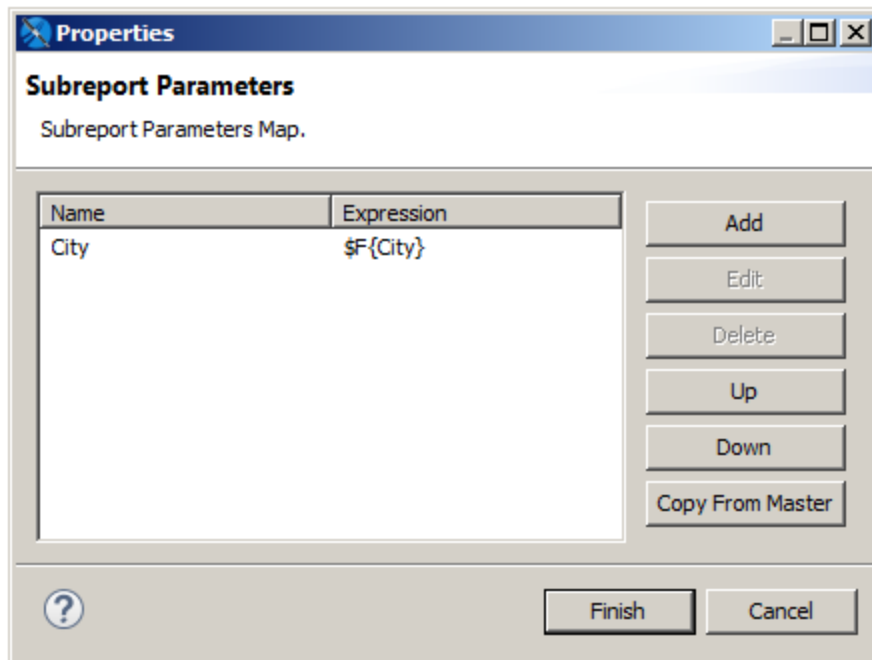 Properties
Subreport Parameters
Subreport Parameters Map.
Name Expression
City $F{City}
Add
Edit
Delete
Up
Down
Copy From Master
?
Finish Cancel